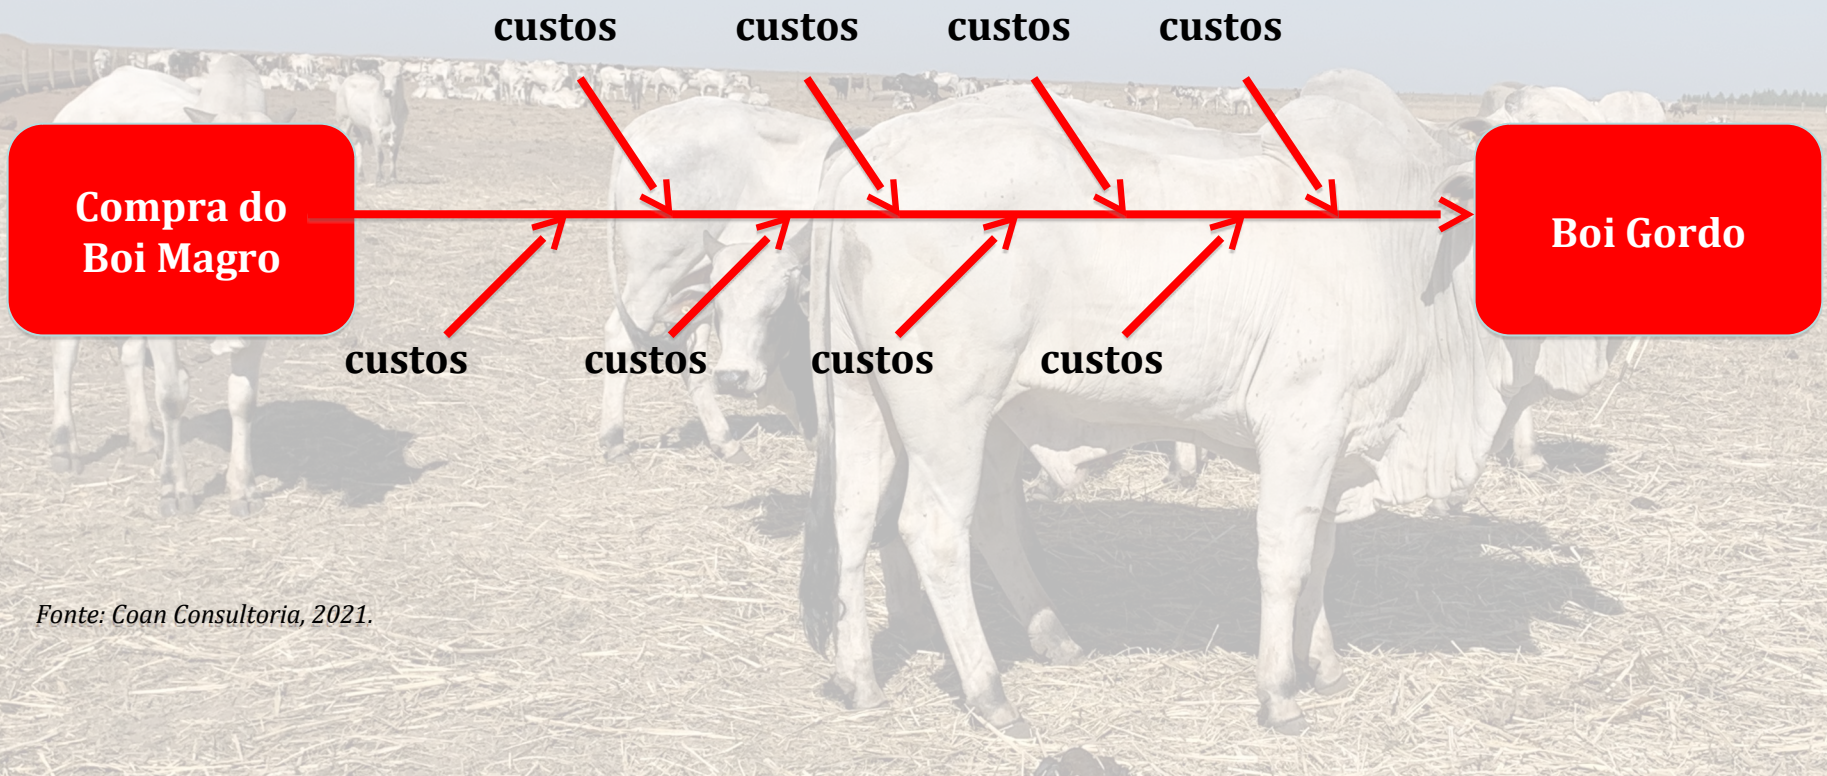 custos custos custos custos
Compra do
Boi Magro
Boi Gordo
custos custos custos custos
Fonte: Coan Consultoria, 2021.